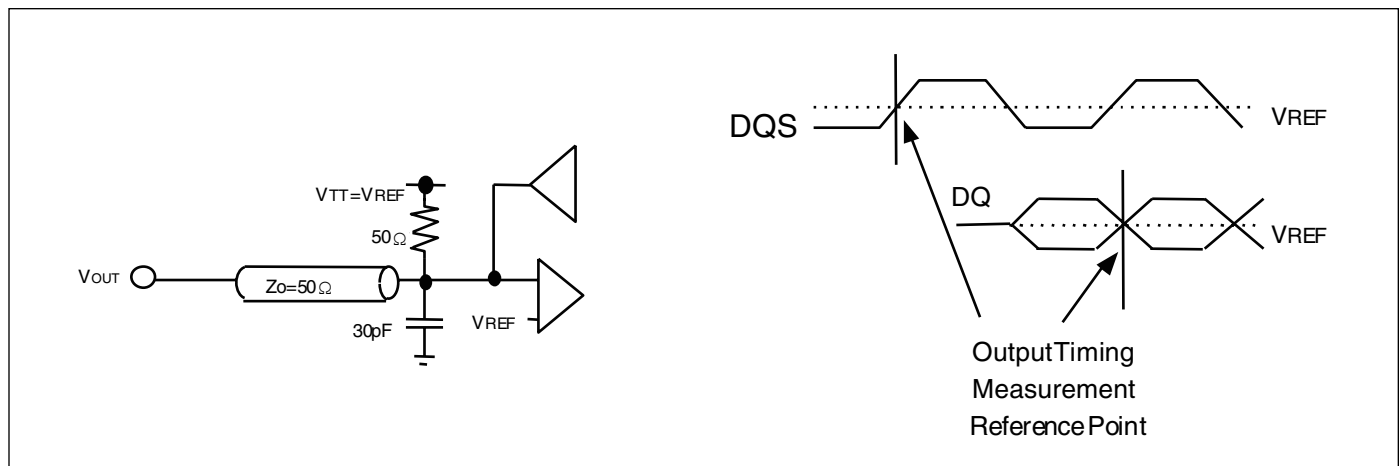 VOUT
Zo=50Ω
VTT=VREF
50Ω
30pF
VREF
DQS
VREF
DQ
VREF
OutputTiming
Measurement
ReferencePoint